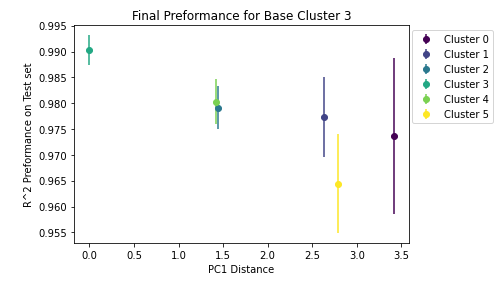 Final Preformance for Base Cluster 3
R^2 Preformance on Test set
0.995
0.990
0.985
0.980
0.975
0.970
0.965
0.960
0.955
0.0 0.5 1.0 1.5 2.0 2.5 3.0 3.5
PC1 Distance
Cluster 0
Cluster 1
Cluster 2
Cluster 3
Cluster 4
Cluster 5